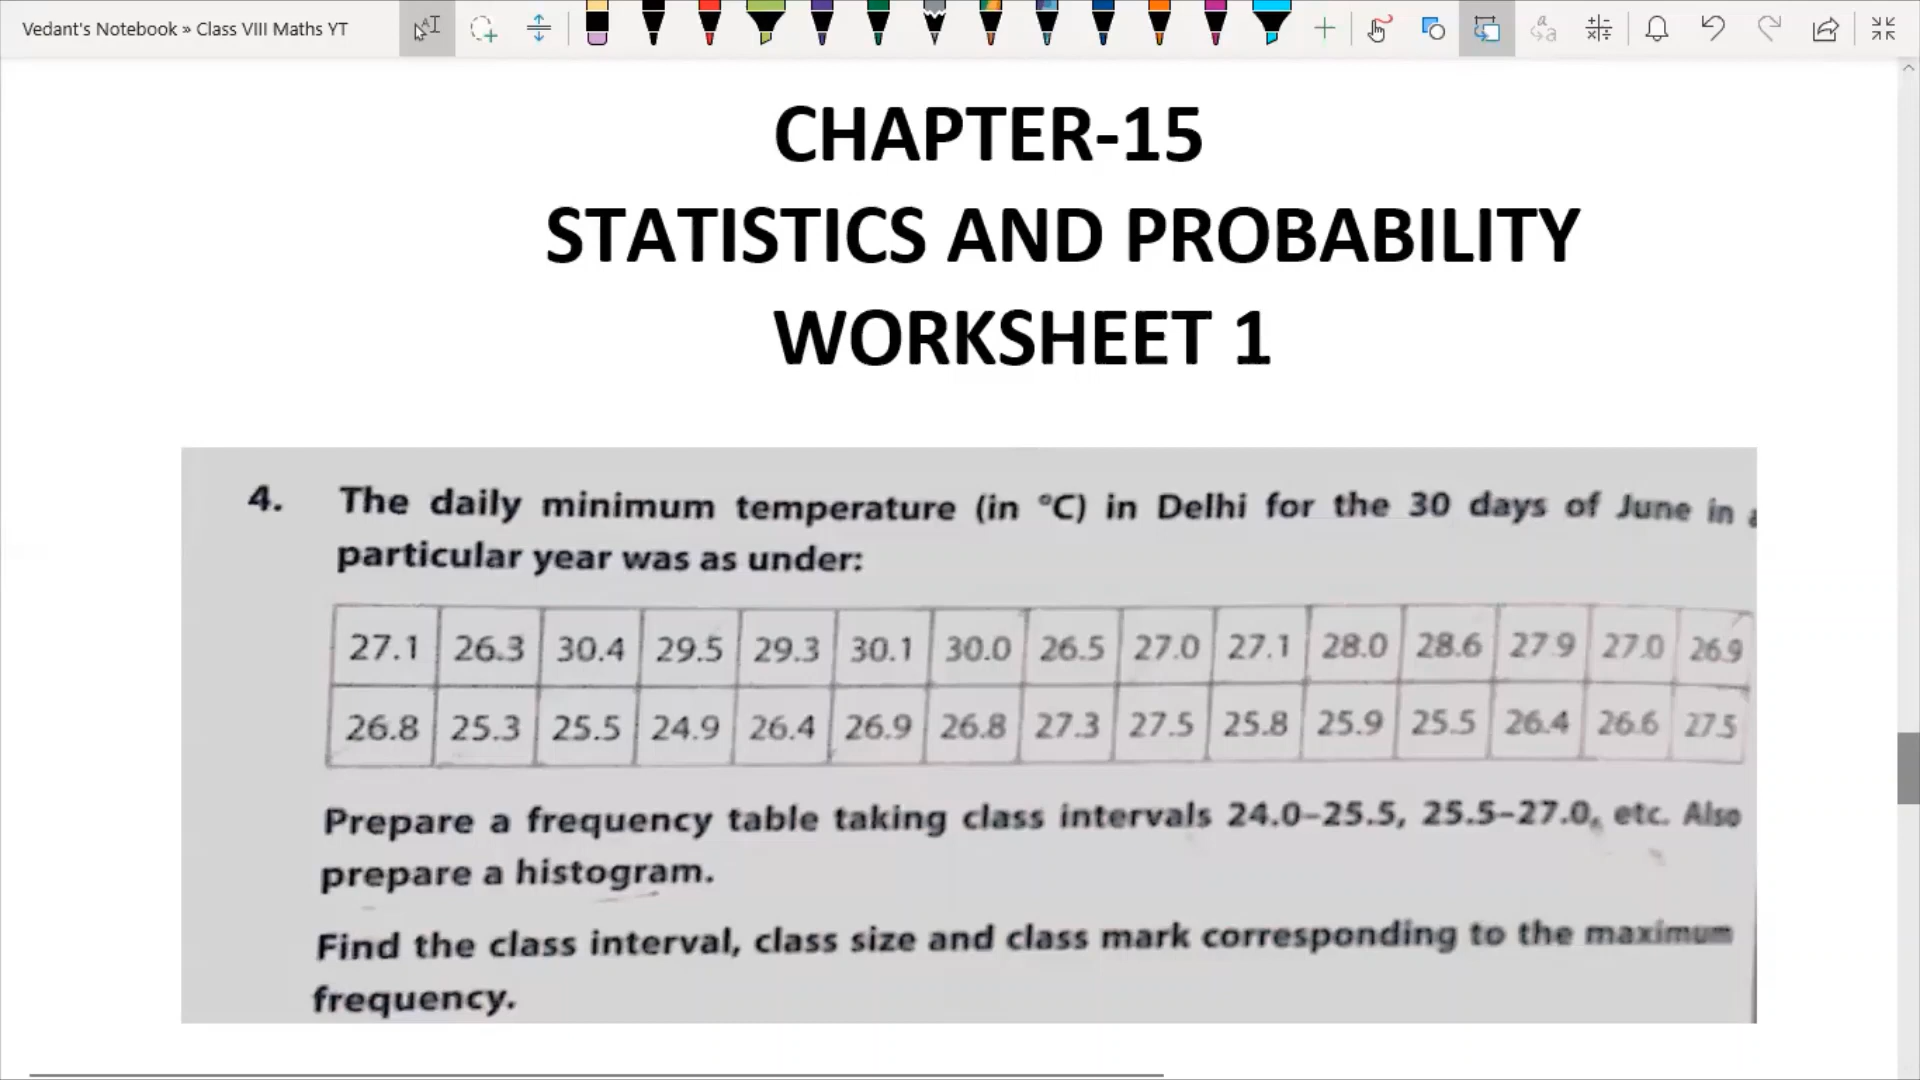 Vedant's Notebook » Class VIII Maths YT
CHAPTER-15
STATISTICS AND PROBABILITY
WORKSHEET 1
4. The daily minimum temperature (in °C) in Delhi for the 30 days of June in
particular year was as under:
27.1 26.3 30.4 29.5 29.3 30.1 30.0 26.5 27.0 27.1 28.0 28.6 27.9 27.0 26.9
26.8 25.3 25.5 24.9 26.4 26.9 26.8 27.3 27.5 25.8 25.9 25.5 26.4 26.6 27.5
Prepare a frequency table taking class intervals 24.0–25.5, 25.5–27.0, etc. Also
prepare a histogram.
Find the class interval, class size and class mark corresponding to the maximum
frequency.